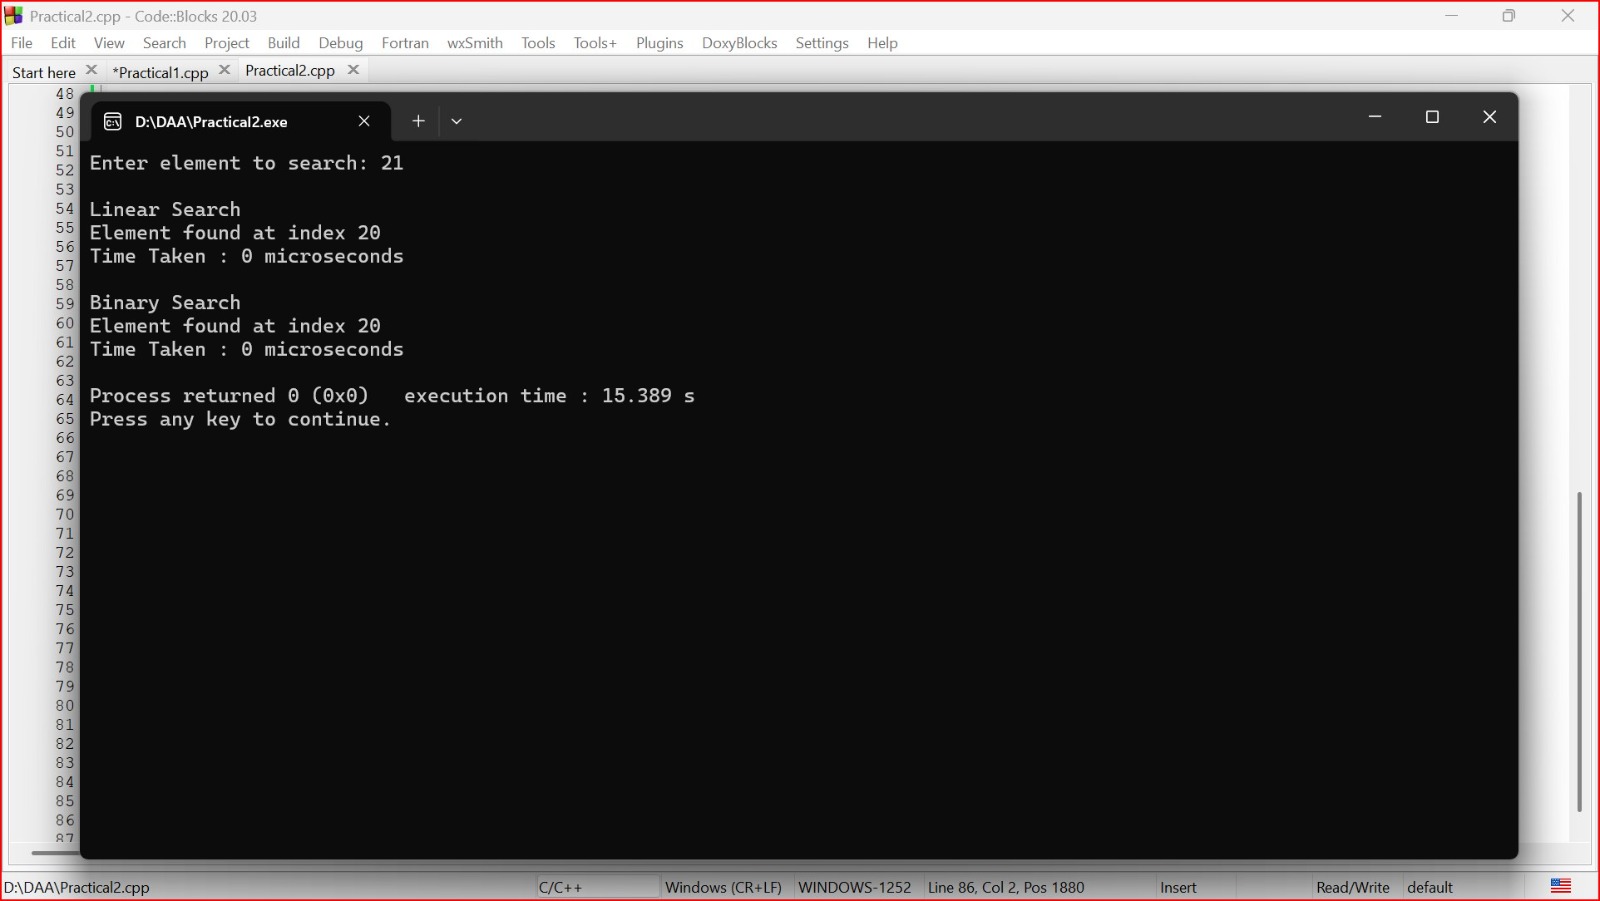 Practical2.cpp - Code::Blocks 20.03
File Edit View Search Project Build Debug Fortran wxSmith Tools Tools+ Plugins DoxyBlocks Settings Help
Start here *Practical1.cpp Practical2.cpp
48
49
50
51
52
53
54
55
56
57
58
59
60
61
62
63
64
65
66
67
68
69
70
71
72
73
74
75
76
77
78
79
80
81
82
83
84
85
86
87
D:\DAA\Practical2.exe
Enter element to search: 21
Linear Search
Element found at index 20
Time Taken : 0 microseconds
Binary Search
Element found at index 20
Time Taken : 0 microseconds
Process returned 0 (0x0)   execution time : 15.389 s
Press any key to continue.
D:\DAA\Practical2.cpp C/C++ Windows (CR+LF) WINDOWS-1252 Line 86, Col 2, Pos 1880 Insert Read/Write default